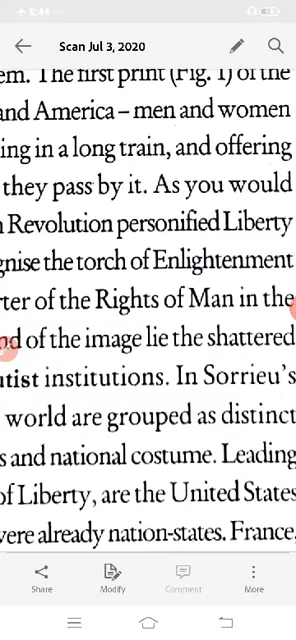 8:44
Scan Jul 3, 2020
em. The first print (Fig. 1) of the
and America – men and women
ing in a long train, and offering
they pass by it. As you would
Revolution personified Liberty
gnise the torch of Enlightenment
rter of the Rights of Man in the
nd of the image lie the shattered
utist institutions. In Sorrieu's
world are grouped as distinct
s and national costume. Leading
of Liberty, are the United States
were already nation-states. France,
Share Modify Comment More